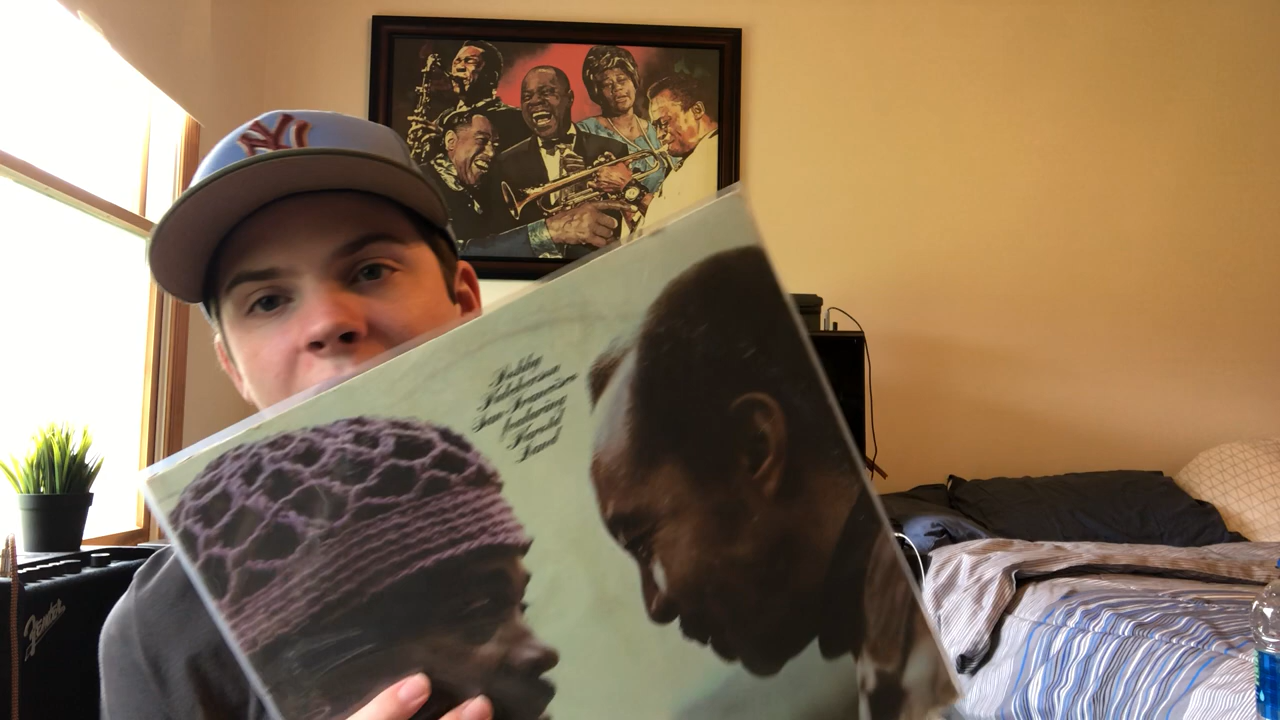 NY
Bobby
Hutcherson
San Francisco
featuring
Harold
Land
Fender